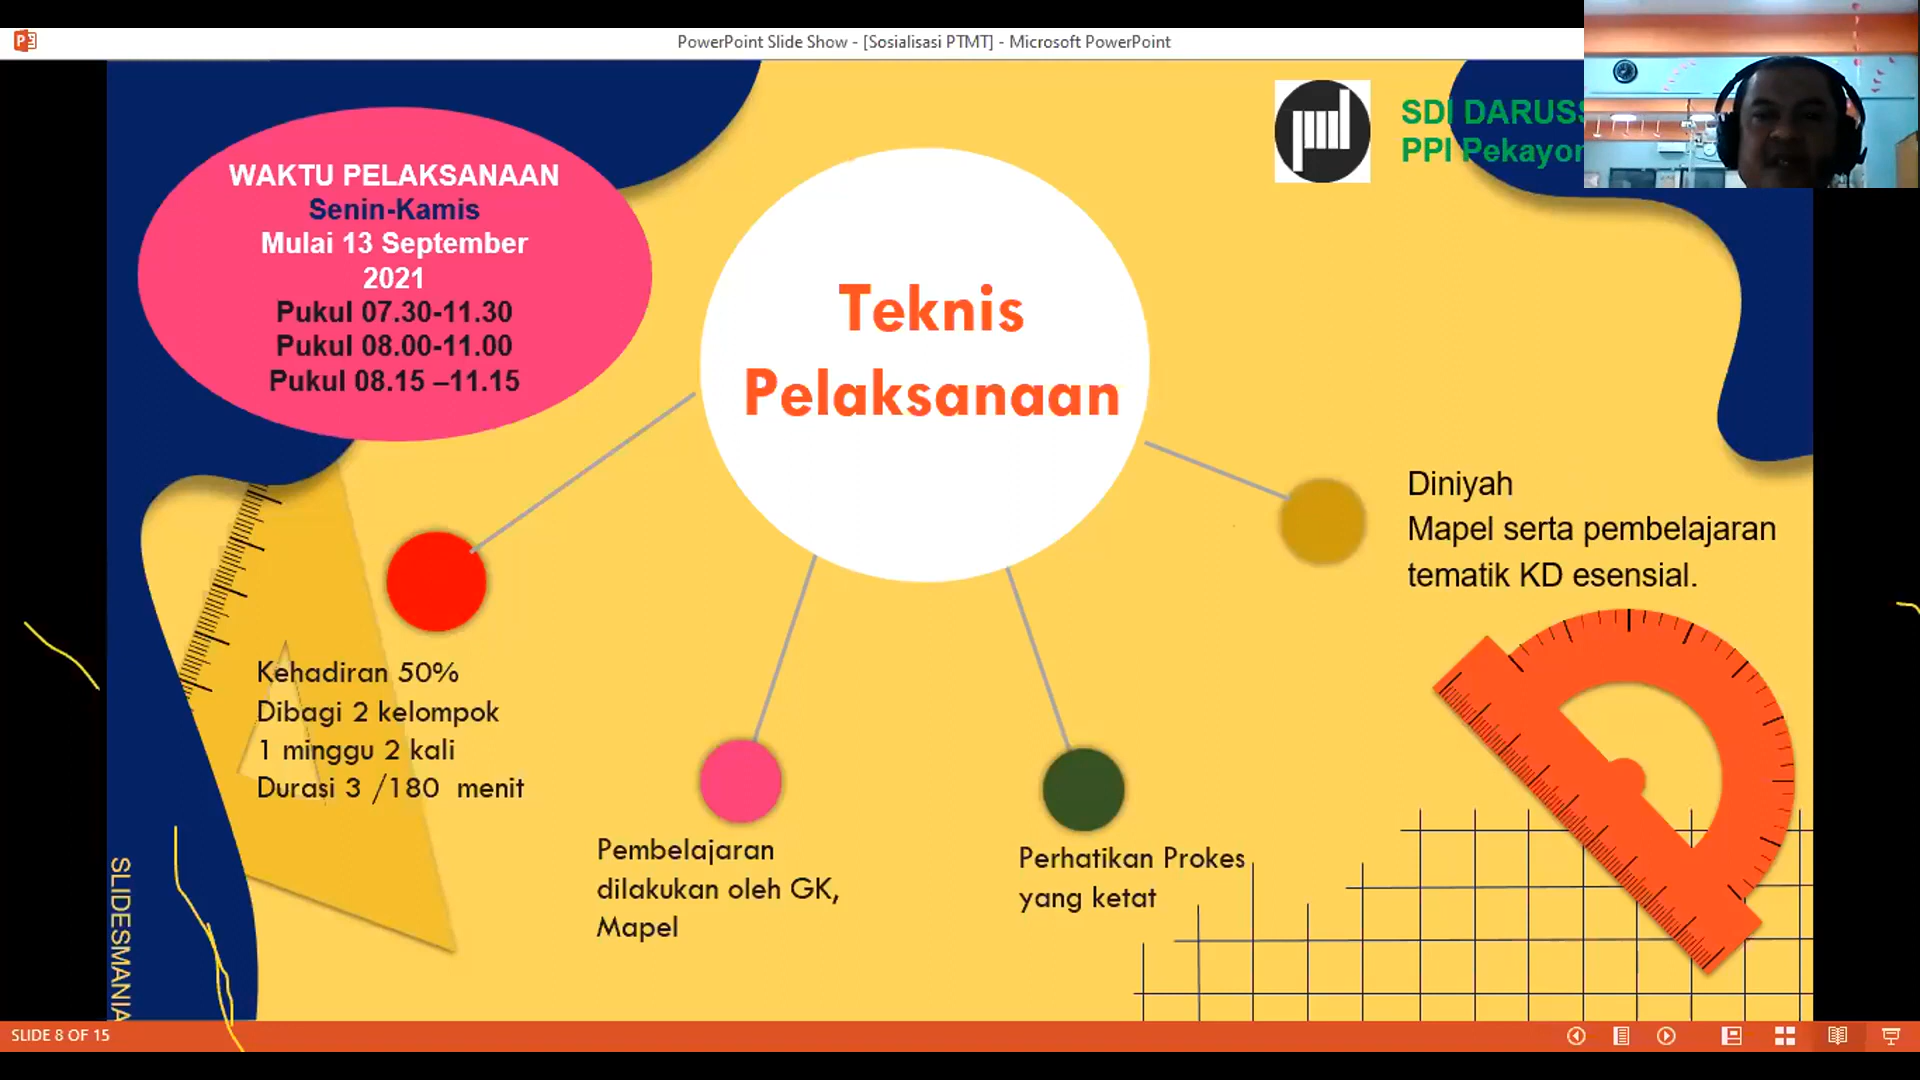 PowerPoint Slide Show - [Sosialisasi PTMT] - Microsoft PowerPoint
WAKTU PELAKSANAAN
Senin-Kamis
Mulai 13 September
2021
Pukul 07.30-11.30
Pukul 08.00-11.00
Pukul 08.15 –11.15
SDI
PPI
Teknis
Pelaksanaan
Diniyah
Mapel serta pembelajaran
tematik KD esensial.
Kehadiran 50%
Dibagi 2 kelompok
1 minggu 2 kali
Durasi 3 /180 menit
Pembelajaran
dilakukan oleh GK,
Mapel
Perhatikan Prokes
yang ketat
SLIDESMANIA
SLIDE 8 OF 15